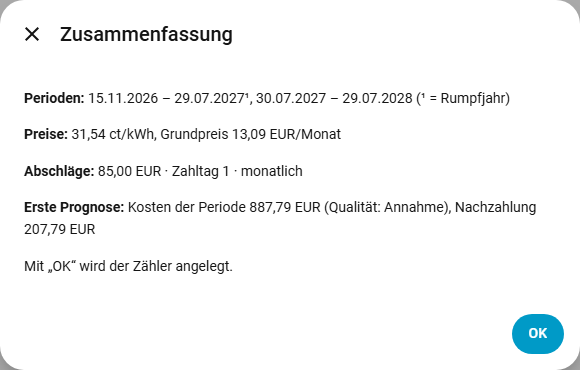 Zusammenfassung
Perioden: 15.11.2026 – 29.07.2027¹, 30.07.2027 – 29.07.2028 (¹ = Rumpfjahr)
Preise: 31,54 ct/kWh, Grundpreis 13,09 EUR/Monat
Abschläge: 85,00 EUR · Zahltag 1 · monatlich
Erste Prognose: Kosten der Periode 887,79 EUR (Qualität: Annahme), Nachzahlung
207,79 EUR
Mit „OK“ wird der Zähler angelegt.
OK